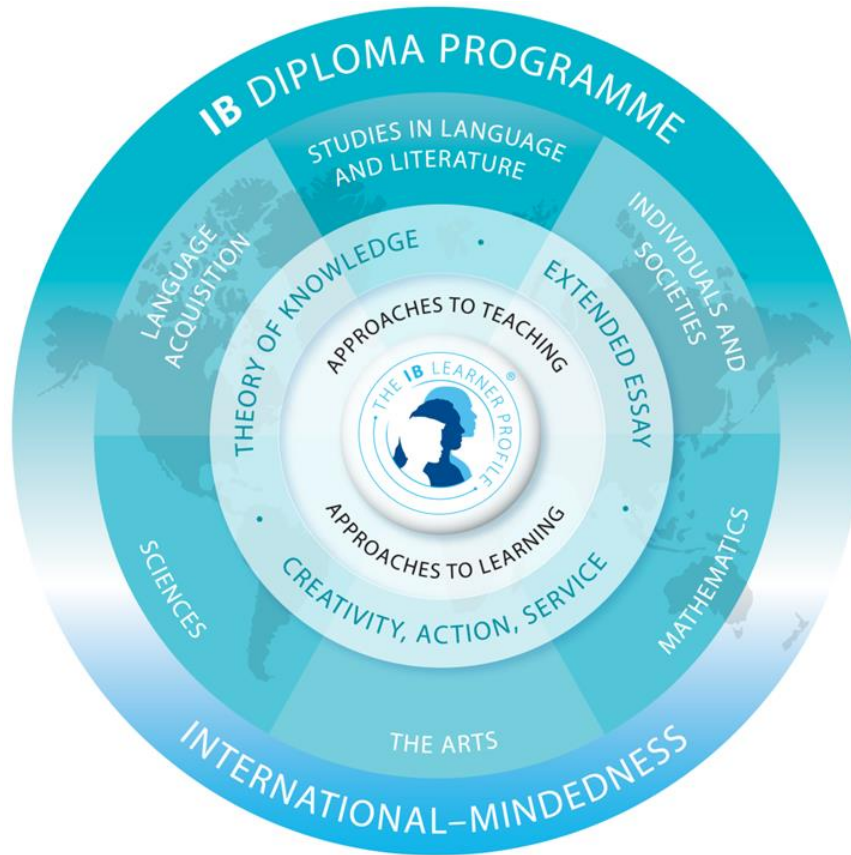 IB DIPLOMA PROGRAMME
STUDIES IN LANGUAGE
AND LITERATURE
LANGUAGE
ACQUISITION
INDIVIDUALS AND
SOCIETIES
THEORY OF KNOWLEDGE
·
EXTENDED ESSAY
APPROACHES TO TEACHING
· THE IB LEARNER PROFILE ·
®
APPROACHES TO LEARNING
·
CREATIVITY, ACTION, SERVICE
·
SCIENCES
MATHEMATICS
THE ARTS
INTERNATIONAL–MINDEDNESS